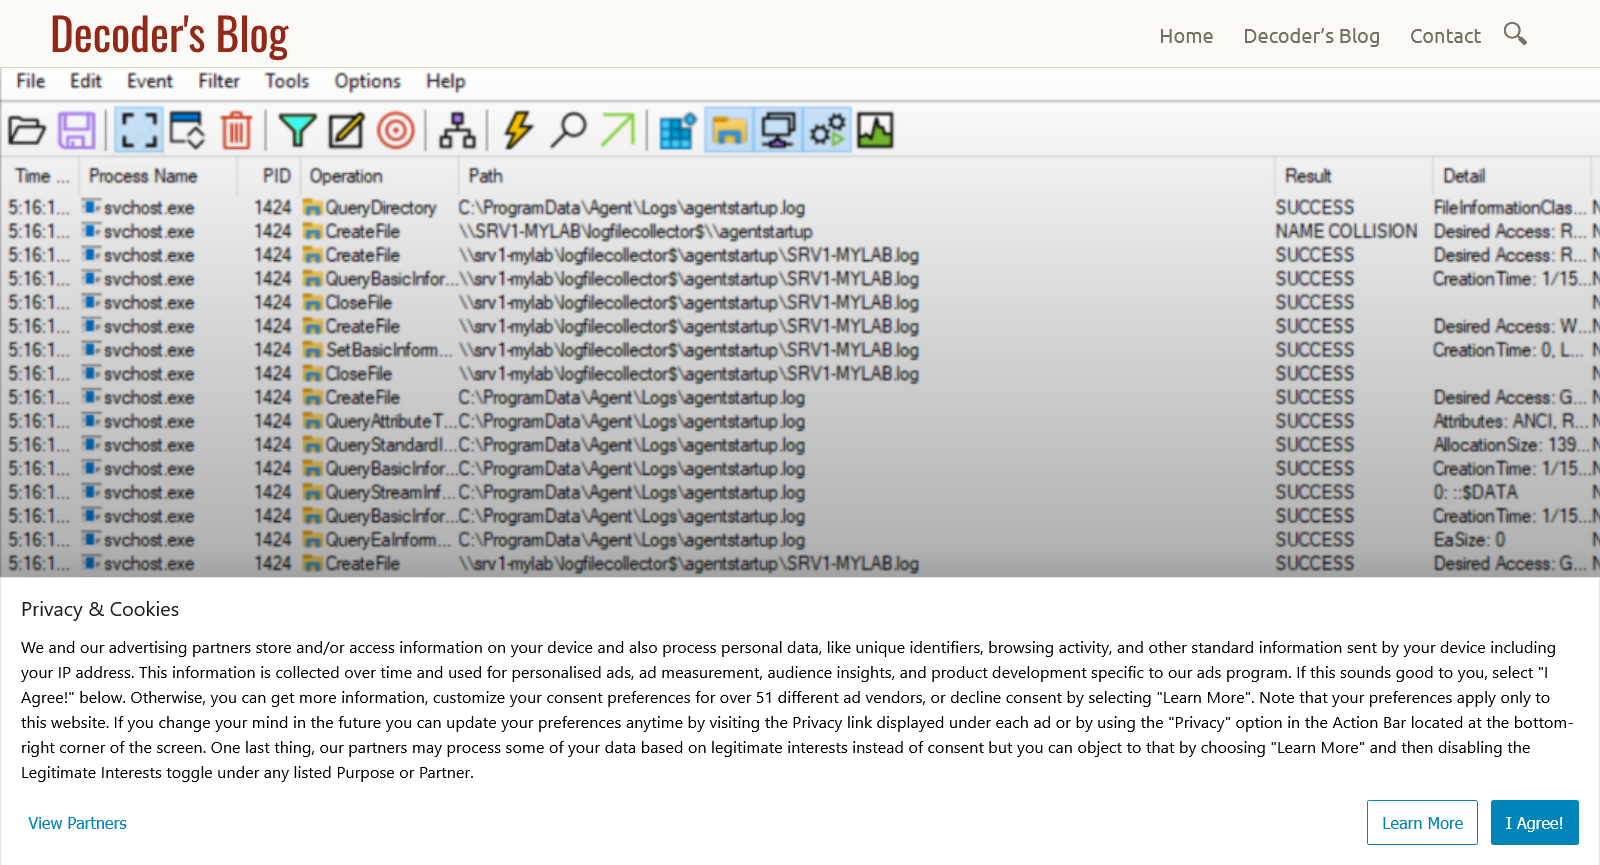 Decoder's Blog
Home Decoder's Blog Contact
File Edit Event Filter Tools Options Help
Time ... Process Name PID Operation Path Result Detail
5:16:1... svchost.exe 1424 QueryDirectory C:\ProgramData\Agent\Logs\agentstartup.log SUCCESS FileInformationClas... N
5:16:1... svchost.exe 1424 CreateFile \\SRV1-MYLAB\logfilecollector$\\agentstartup NAME COLLISION Desired Access: R... N
5:16:1... svchost.exe 1424 CreateFile \\srv1-mylab\logfilecollector$\agentstartup\SRV1-MYLAB.log SUCCESS Desired Access: R... N
5:16:1... svchost.exe 1424 QueryBasicInfor... \\srv1-mylab\logfilecollector$\agentstartup\SRV1-MYLAB.log SUCCESS CreationTime: 1/15... N
5:16:1... svchost.exe 1424 CloseFile \\srv1-mylab\logfilecollector$\agentstartup\SRV1-MYLAB.log SUCCESS N
5:16:1... svchost.exe 1424 CreateFile \\srv1-mylab\logfilecollector$\agentstartup\SRV1-MYLAB.log SUCCESS Desired Access: W... N
5:16:1... svchost.exe 1424 SetBasicInform... \\srv1-mylab\logfilecollector$\agentstartup\SRV1-MYLAB.log SUCCESS CreationTime: 0, L... N
5:16:1... svchost.exe 1424 CloseFile \\srv1-mylab\logfilecollector$\agentstartup\SRV1-MYLAB.log SUCCESS N
5:16:1... svchost.exe 1424 CreateFile C:\ProgramData\Agent\Logs\agentstartup.log SUCCESS Desired Access: G... N
5:16:1... svchost.exe 1424 QueryAttributeT... C:\ProgramData\Agent\Logs\agentstartup.log SUCCESS Attributes: ANCI, R... N
5:16:1... svchost.exe 1424 QueryStandardI... C:\ProgramData\Agent\Logs\agentstartup.log SUCCESS AllocationSize: 139... N
5:16:1... svchost.exe 1424 QueryBasicInfor... C:\ProgramData\Agent\Logs\agentstartup.log SUCCESS CreationTime: 1/15... N
5:16:1... svchost.exe 1424 QueryStreamInf... C:\ProgramData\Agent\Logs\agentstartup.log SUCCESS 0: ::$DATA N
5:16:1... svchost.exe 1424 QueryBasicInfor... C:\ProgramData\Agent\Logs\agentstartup.log SUCCESS CreationTime: 1/15... N
5:16:1... svchost.exe 1424 QueryEaInform... C:\ProgramData\Agent\Logs\agentstartup.log SUCCESS EaSize: 0 N
5:16:1... svchost.exe 1424 CreateFile \\srv1-mylab\logfilecollector$\agentstartup\SRV1-MYLAB.log SUCCESS Desired Access: G... N
Privacy & Cookies
We and our advertising partners store and/or access information on your device and also process personal data, like unique identifiers, browsing activity, and other standard information sent by your device including
your IP address. This information is collected over time and used for personalised ads, ad measurement, audience insights, and product development specific to our ads program. If this sounds good to you, select "I
Agree!" below. Otherwise, you can get more information, customize your consent preferences for over 51 different ad vendors, or decline consent by selecting "Learn More". Note that your preferences apply only to
this website. If you change your mind in the future you can update your preferences anytime by visiting the Privacy link displayed under each ad or by using the "Privacy" option in the Action Bar located at the bottom-
right corner of the screen. One last thing, our partners may process some of your data based on legitimate interests instead of consent but you can object to that by choosing "Learn More" and then disabling the
Legitimate Interests toggle under any listed Purpose or Partner.
View Partners Learn More I Agree!